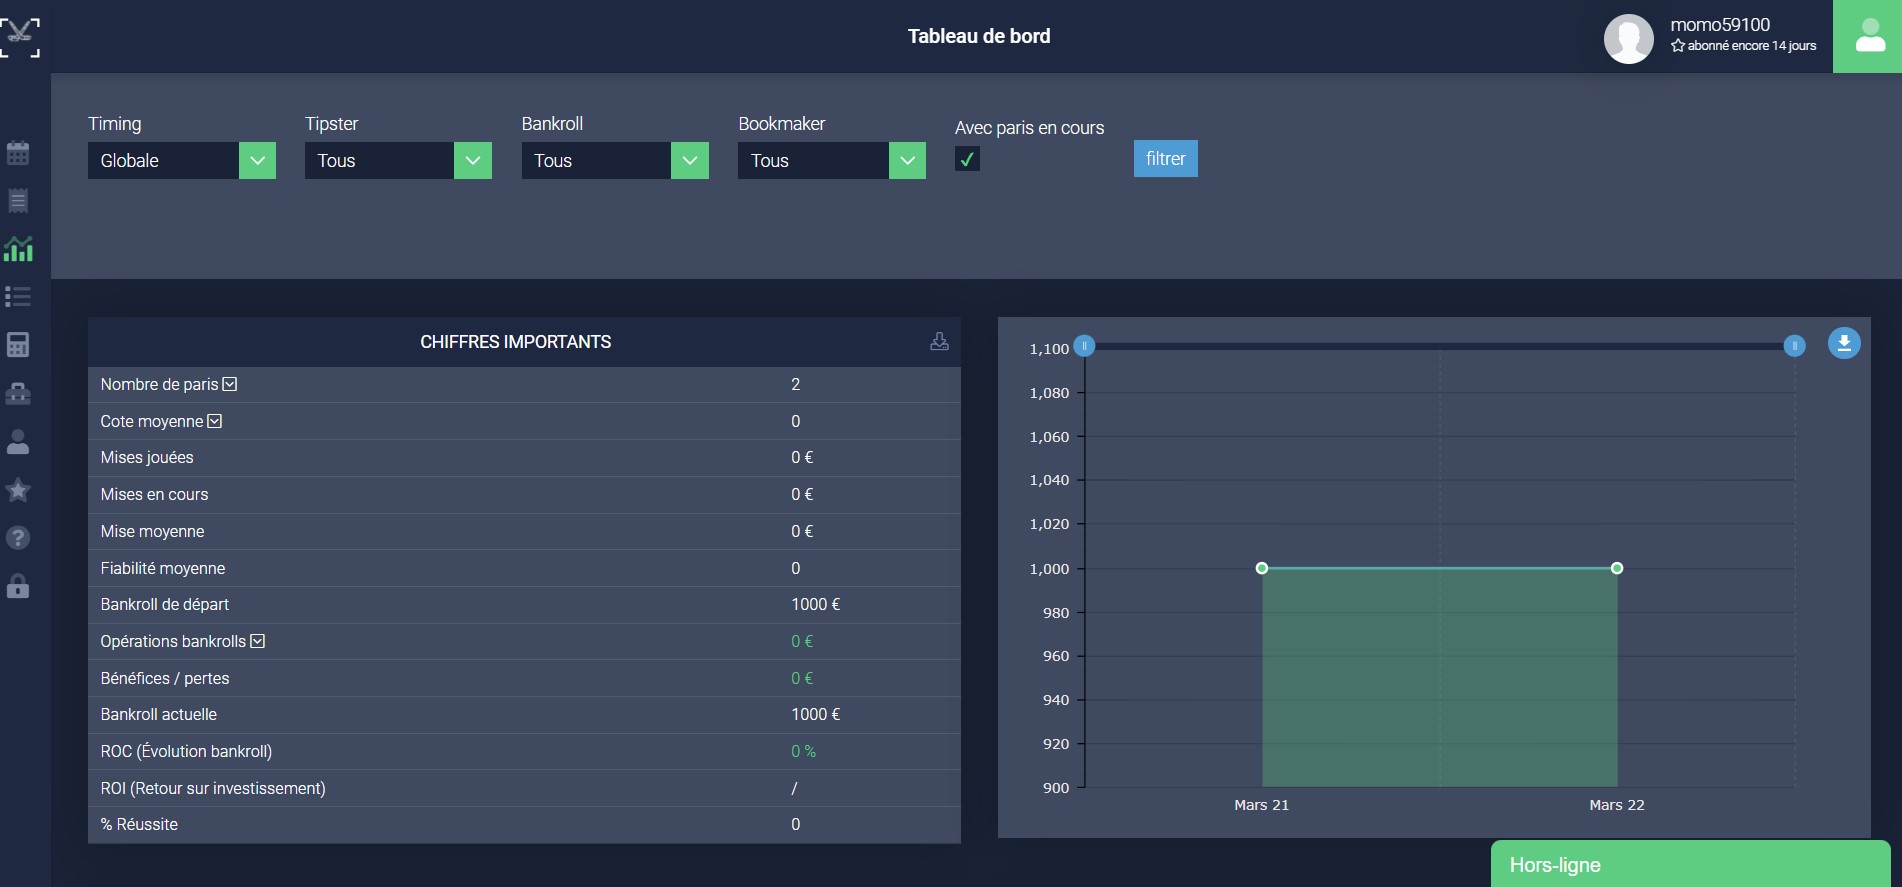 Tableau de bord
momo59100
abonné encore 14 jours
Timing
Tipster
Bankroll
Bookmaker
Avec paris en cours
Globale
Tous
Tous
Tous
filtrer
CHIFFRES IMPORTANTS
Nombre de paris 2
Cote moyenne 0
Mises jouées 0 €
Mises en cours 0 €
Mise moyenne 0 €
Fiabilité moyenne 0
Bankroll de départ 1000 €
Opérations bankrolls 0 €
Bénéfices / pertes 0 €
Bankroll actuelle 1000 €
ROC (Évolution bankroll) 0 %
ROI (Retour sur investissement) /
% Réussite 0
1,100
1,080
1,060
1,040
1,020
1,000
980
960
940
920
900
Mars 21 Mars 22
Hors-ligne